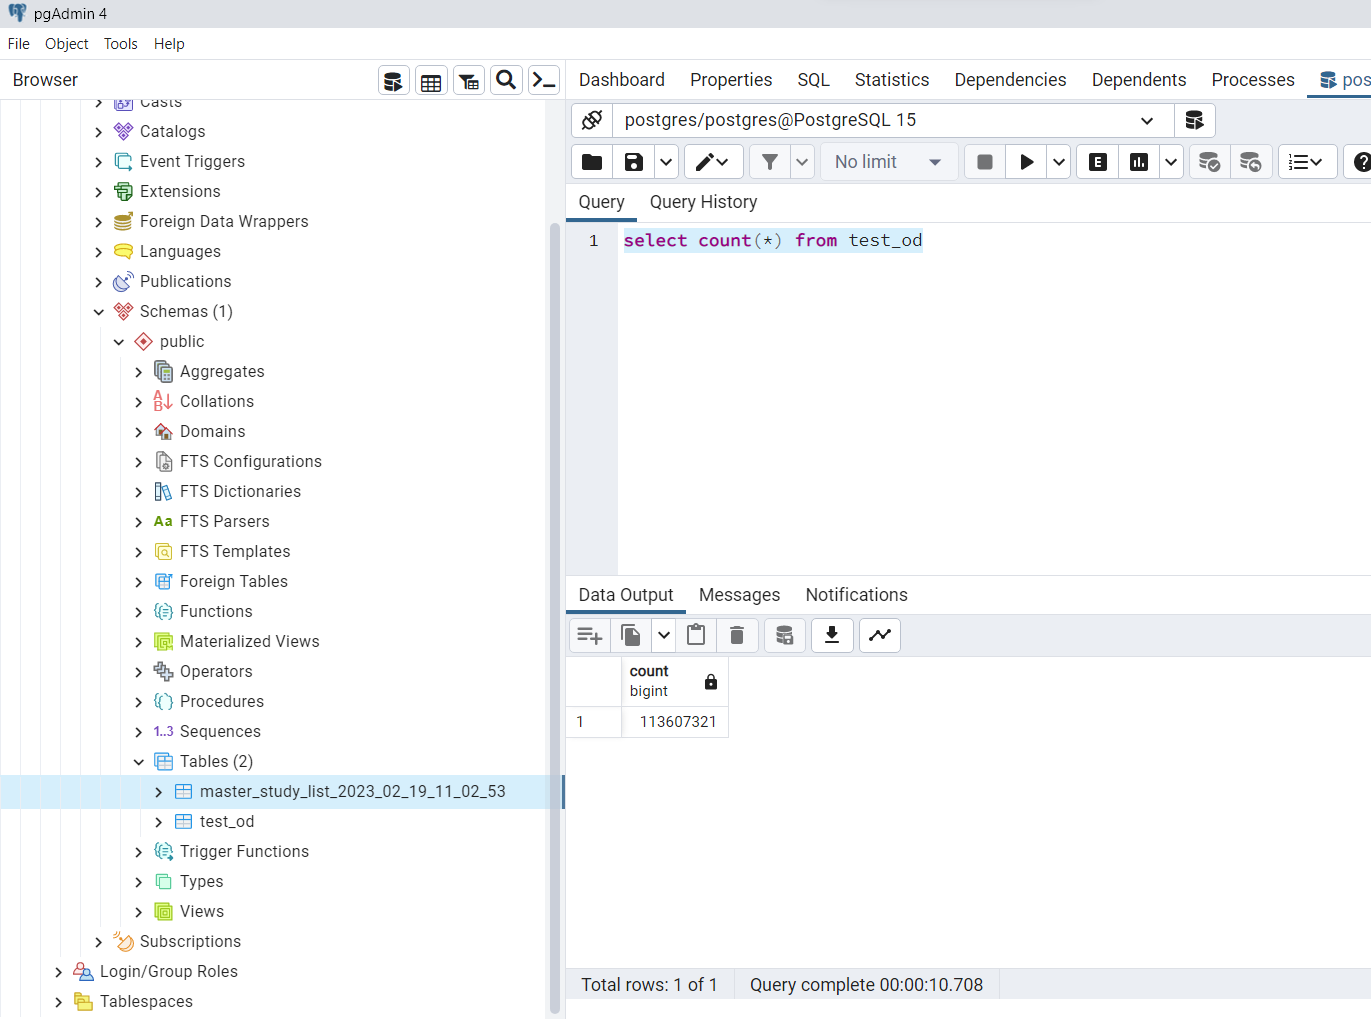 pgAdmin 4
File Object Tools Help
Browser
Dashboard Properties SQL Statistics Dependencies Dependents Processes pos
postgres/postgres@PostgreSQL 15
No limit
E
Query Query History
1 select count(*) from test_od
Casts
Catalogs
Event Triggers
Extensions
Foreign Data Wrappers
Languages
Publications
Schemas (1)
public
Aggregates
Collations
Domains
FTS Configurations
FTS Dictionaries
Aa FTS Parsers
FTS Templates
Foreign Tables
Functions
Materialized Views
Operators
Procedures
1..3 Sequences
Tables (2)
master_study_list_2023_02_19_11_02_53
test_od
Trigger Functions
Types
Views
Subscriptions
Login/Group Roles
Tablespaces
Data Output Messages Notifications
count
bigint
1 113607321
Total rows: 1 of 1 Query complete 00:00:10.708